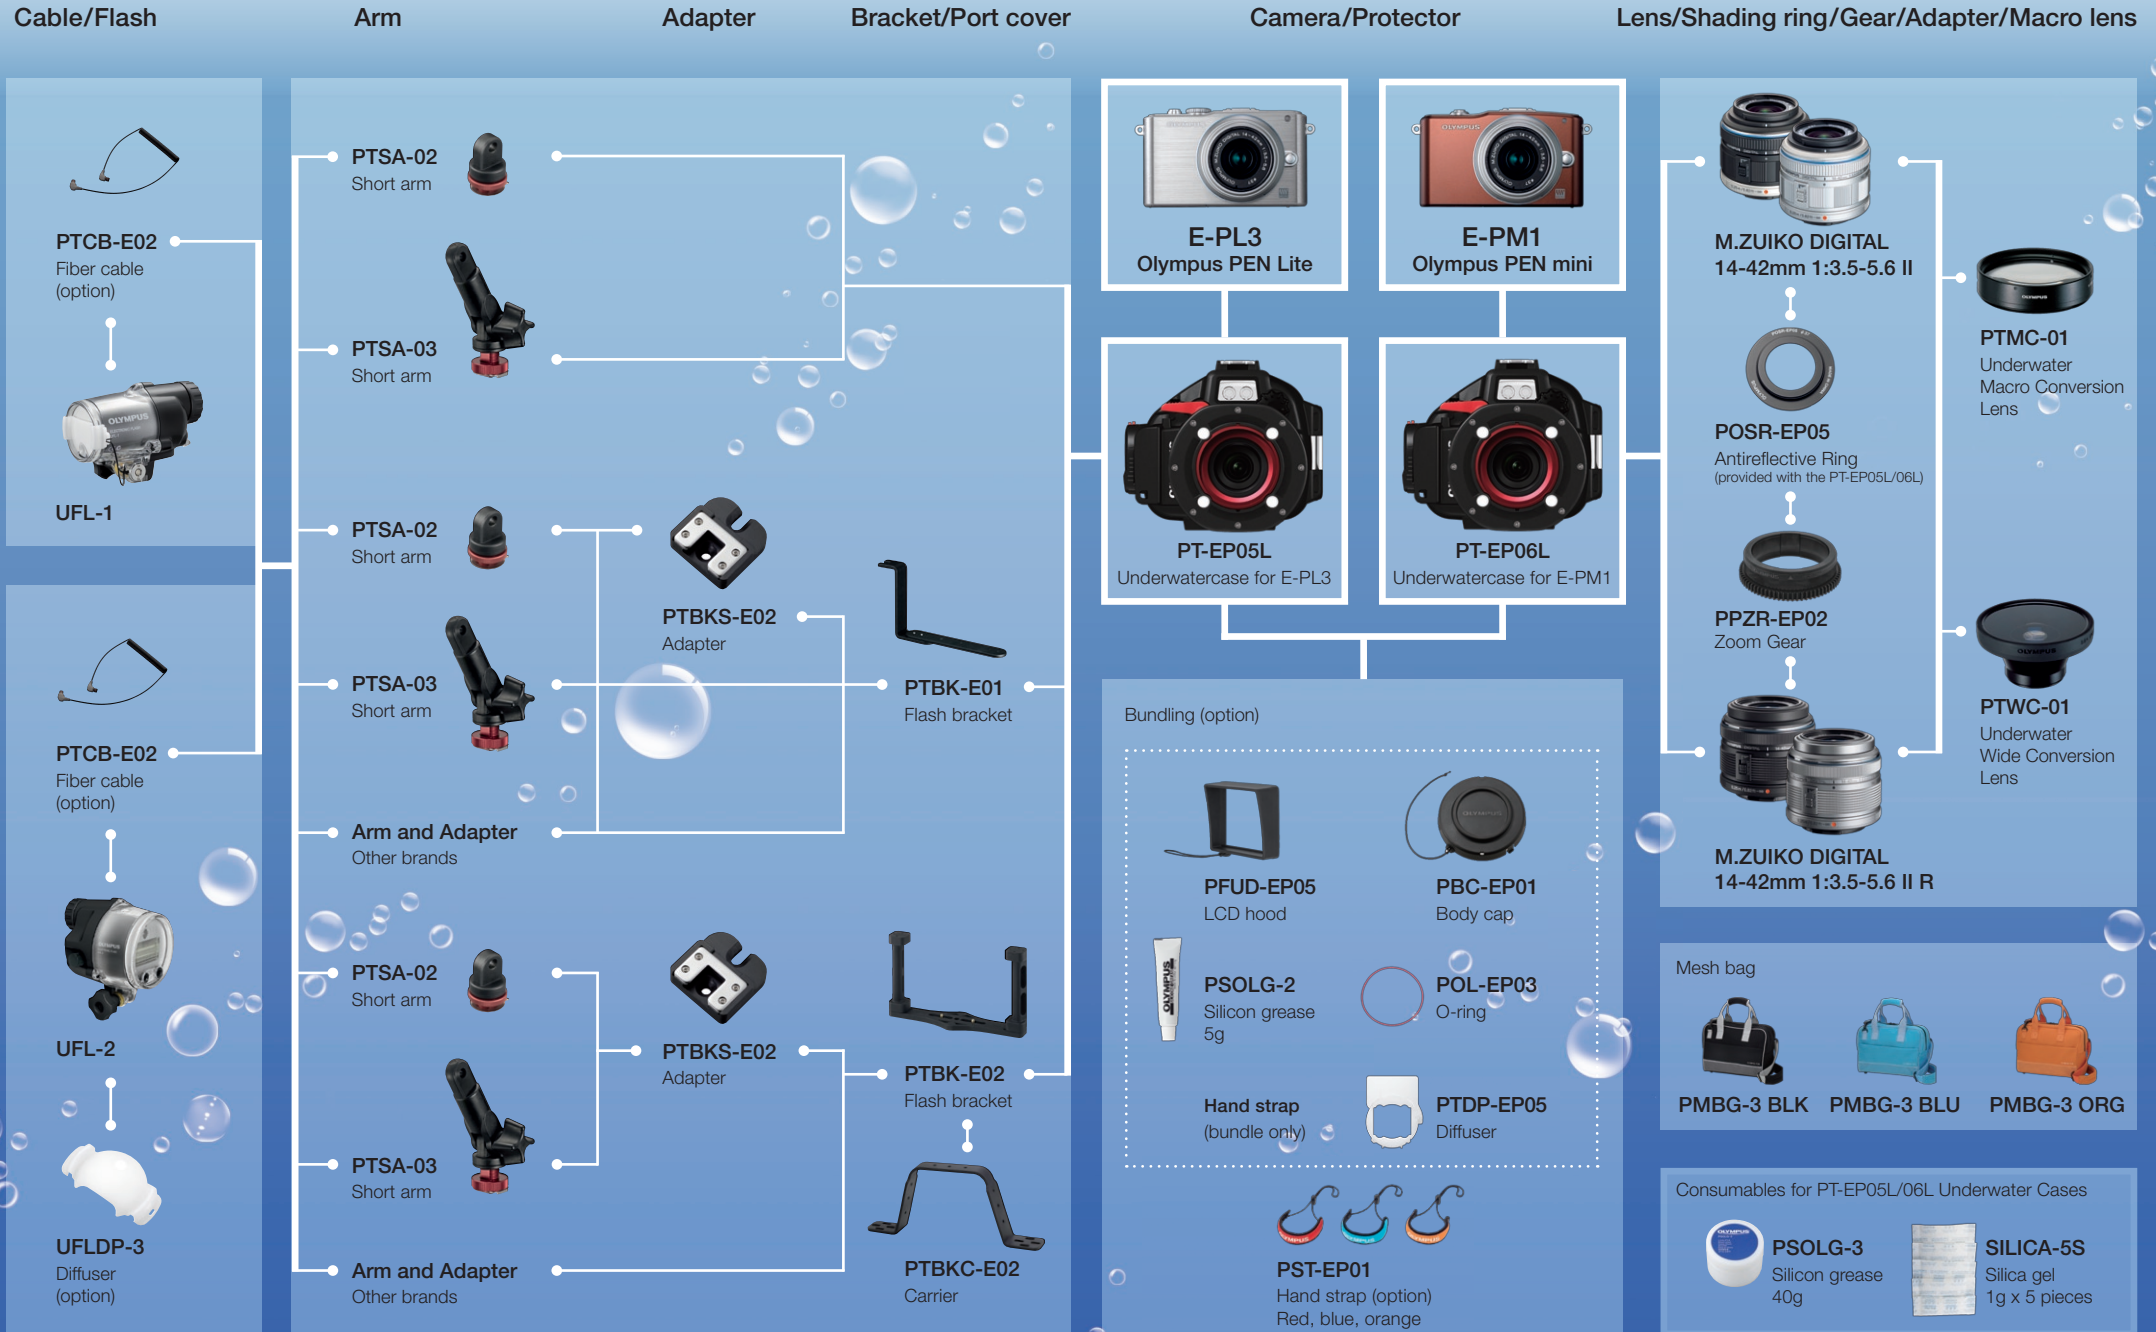 Cable/Flash
Arm
Adapter
Bracket/Port cover
Camera/Protector
Lens/Shading ring/Gear/Adapter/Macro lens
PTCB-E02
Fiber cable
(option)
OLYMPUS
UFL-1
PTCB-E02
Fiber cable
(option)
UFL-2
UFLDP-3
Diffuser
(option)
PTSA-02
Short arm
PTSA-03
Short arm
PTSA-02
Short arm
PTSA-03
Short arm
Arm and Adapter
Other brands
PTSA-02
Short arm
PTSA-03
Short arm
Arm and Adapter
Other brands
PTBKS-E02
Adapter
PTBKS-E02
Adapter
PTBK-E01
Flash bracket
PTBK-E02
Flash bracket
PTBKC-E02
Carrier
OLYMPUS
E-PL3
Olympus PEN Lite
OLYMPUS
E-PM1
Olympus PEN mini
PT-EP05L
Underwatercase for E-PL3
PT-EP06L
Underwatercase for E-PM1
Bundling (option)
PFUD-EP05
LCD hood
OLYMPUS
PBC-EP01
Body cap
OLYMPUS
PSOLG-2
Silicon grease
5g
POL-EP03
O-ring
Hand strap
(bundle only)
PTDP-EP05
Diffuser
OLYMPUS
OLYMPUS
OLYMPUS
PST-EP01
Hand strap (option)
Red, blue, orange
M.ZUIKO DIGITAL
14-42mm 1:3.5-5.6 II
POSR-EP05
Antireflective Ring
(provided with the PT-EP05L/06L)
PPZR-EP02
Zoom Gear
M.ZUIKO DIGITAL
14-42mm 1:3.5-5.6 II R
OLYMPUS
PTMC-01
Underwater
Macro Conversion
Lens
OLYMPUS
PTWC-01
Underwater
Wide Conversion
Lens
Mesh bag
PMBG-3 BLK
PMBG-3 BLU
PMBG-3 ORG
Consumables for PT-EP05L/06L Underwater Cases
OLYMPUS
PSOLG-3
Silicon grease
40g
SILICA-5S
Silica gel
1g x 5 pieces